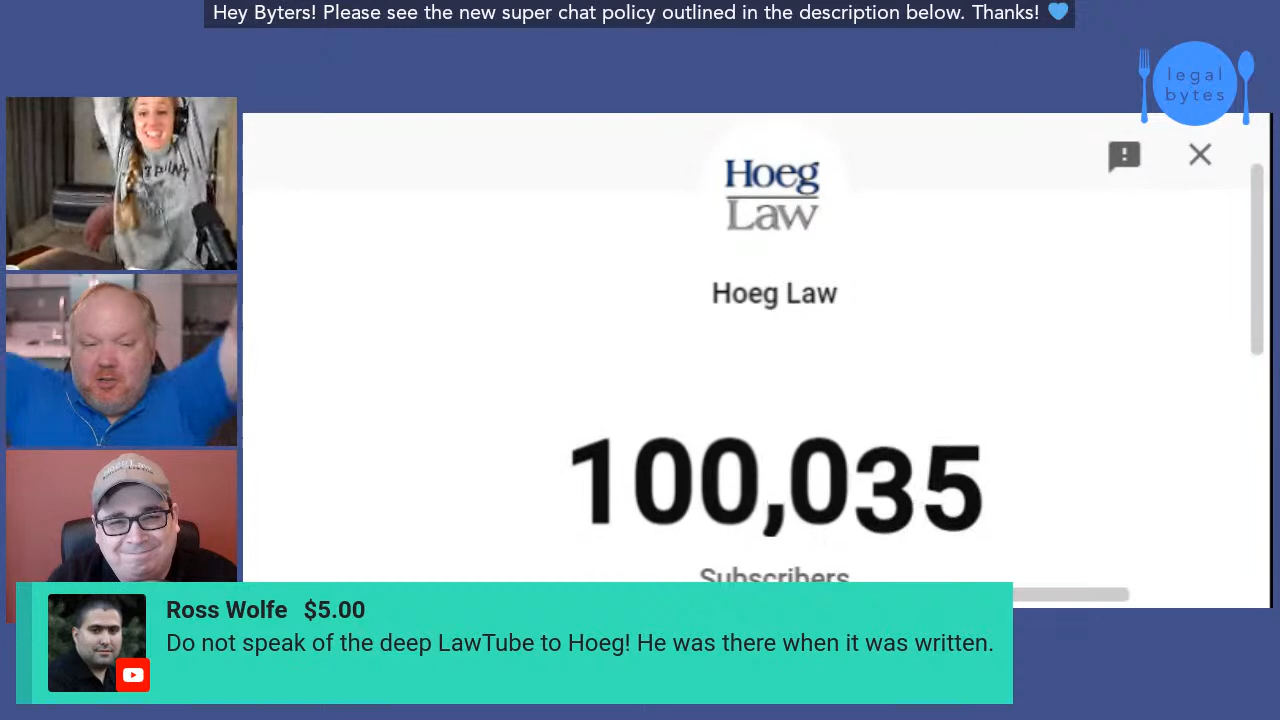 Hey Byters! Please see the new super chat policy outlined in the description below. Thanks! 💙
legal
bytes
Hoeg
Law
Hoeg Law
100,035
Subscribers
Ross Wolfe $5.00
Do not speak of the deep LawTube to Hoeg! He was there when it was written.